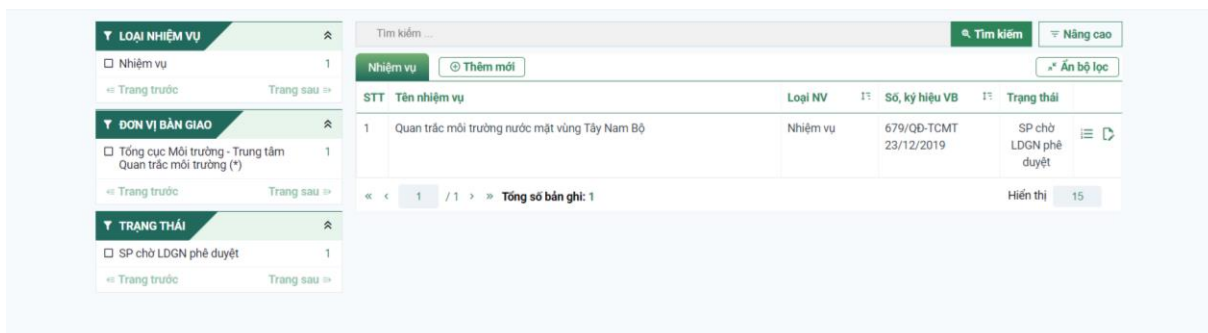 LOẠI NHIỆM VỤ
Nhiệm vụ 1
Trang trước Trang sau
ĐƠN VỊ BÀN GIAO
Tổng cục Môi trường - Trung tâm 1
Quan trắc môi trường (*)
Trang trước Trang sau
TRẠNG THÁI
SP chờ LDGN phê duyệt 1
Trang trước Trang sau
Tìm kiếm ... Tìm kiếm Nâng cao
Nhiệm vụ Thêm mới Ẩn bộ lọc
STT Tên nhiệm vụ Loại NV Số, ký hiệu VB Trạng thái
1 Quan trắc môi trường nước mặt vùng Tây Nam Bộ Nhiệm vụ 679/QĐ-TCMT SP chờ
23/12/2019 LDGN phê
duyệt
« ‹ 1 / 1 › » Tổng số bản ghi: 1 Hiển thị 15